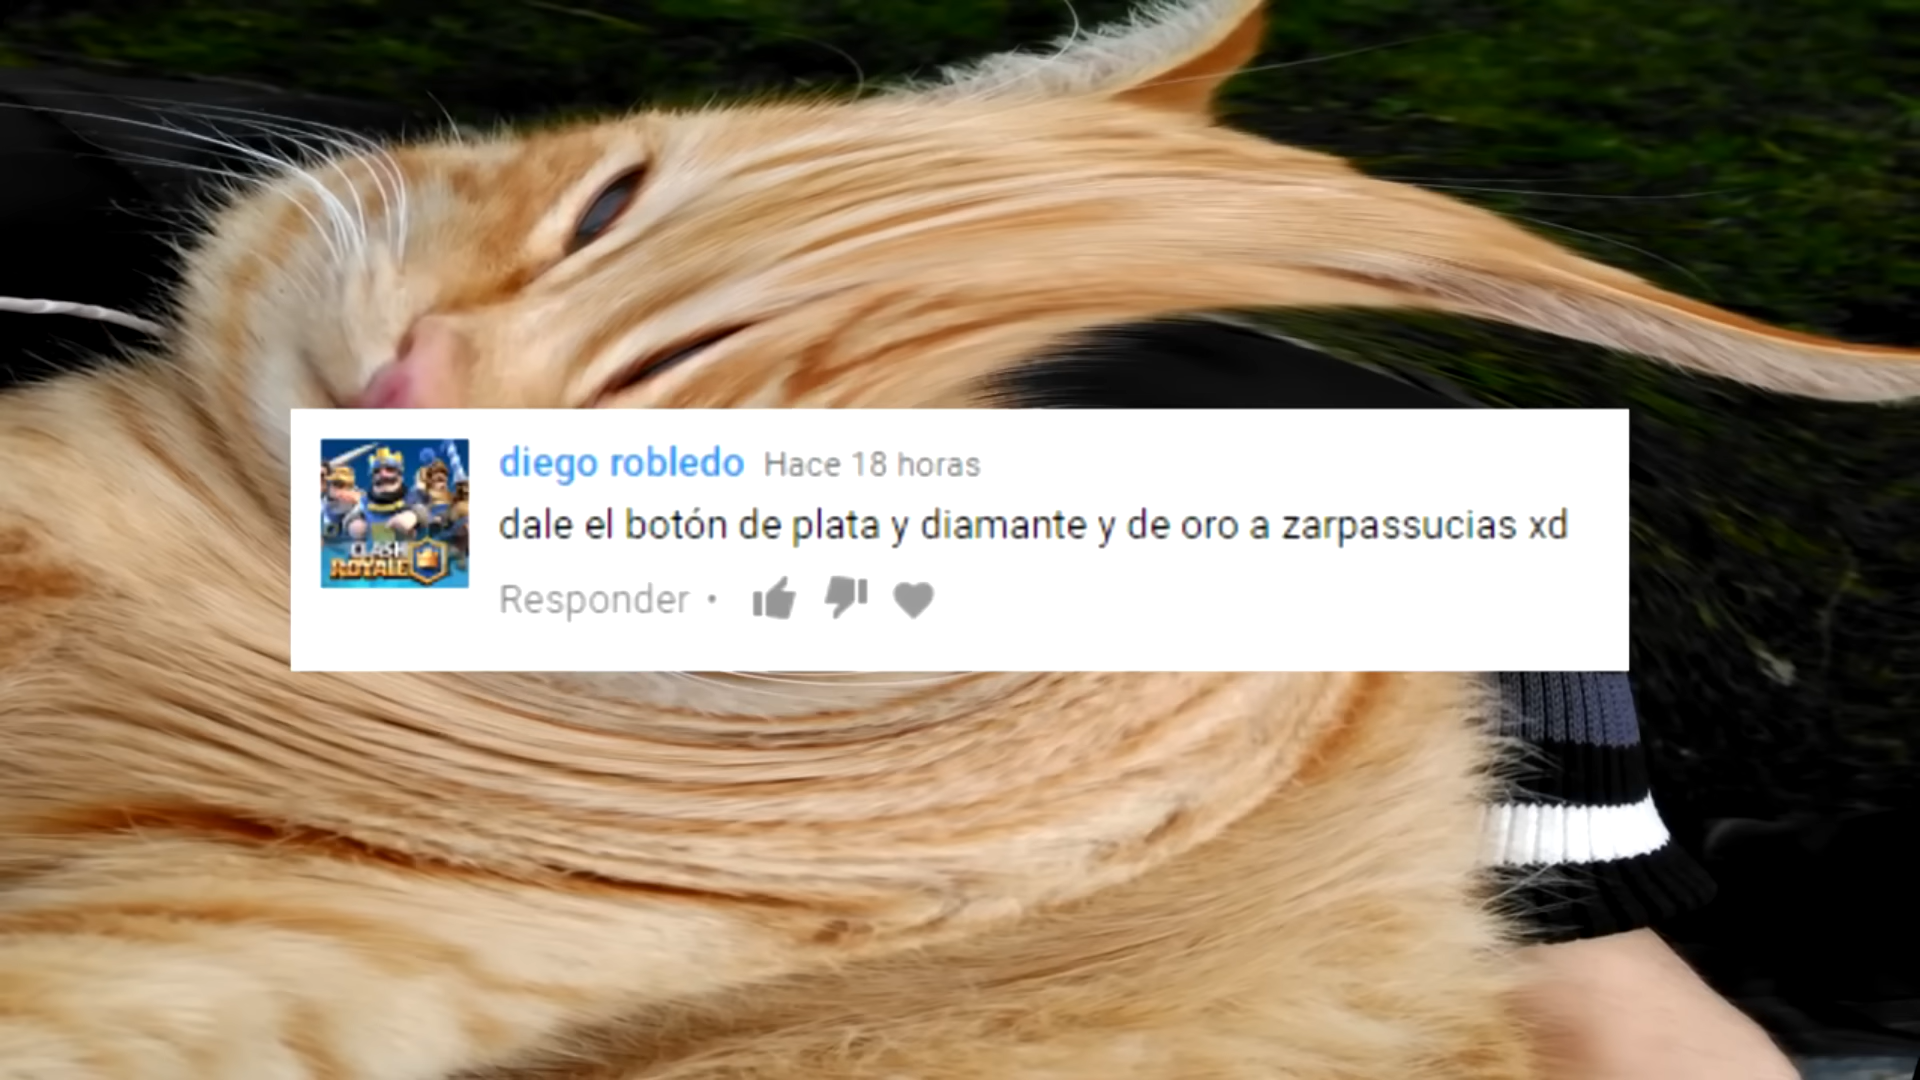 diego robledo Hace 18 horas
dale el botón de plata y diamante y de oro a zarpassucias xd
Responder •
CLASH
ROYALE